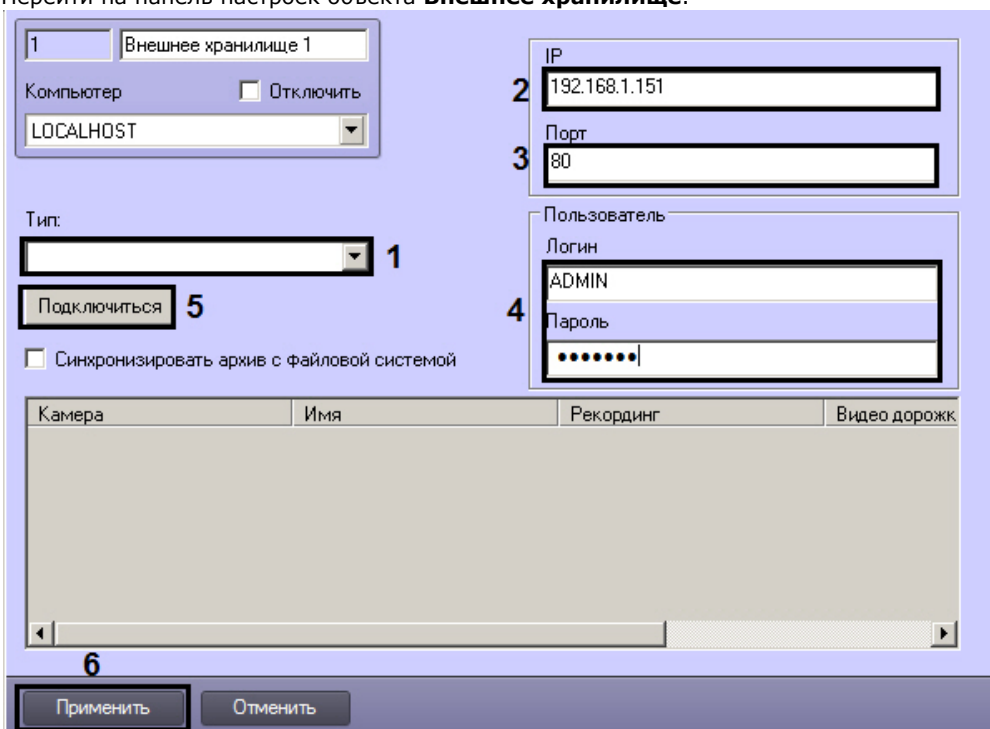 Перейти на панель настроек объекта Внешнее хранилище.
1 Внешнее хранилище 1
Компьютер Отключить
LOCALHOST
IP
2 192.168.1.151
Порт
3 80
Тип:
1
Подключиться 5
Синхронизировать архив с файловой системой
Пользователь
Логин
ADMIN
4
Пароль
•••••••
Камера Имя Рекординг Видео дорожк
6
Применить Отменить